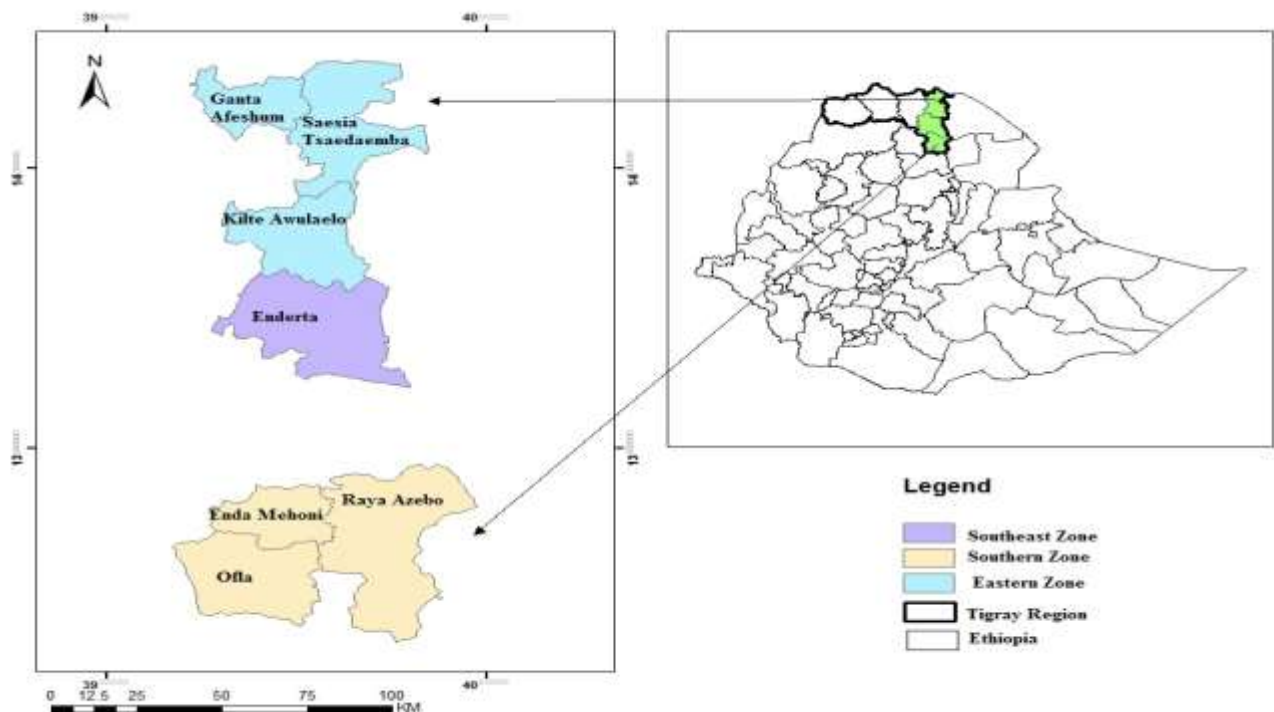 39
40
N
Ganta
Afeshum
Saesia
Tsaedaemba
14
14
Kilte Awulaelo
Enderta
13
13
Raya Azebo
Enda Mehoni
Ofla
39
40
0 12.5 25 50 75 100
KM
Legend
Southeast Zone
Southern Zone
Eastern Zone
Tigray Region
Ethiopia